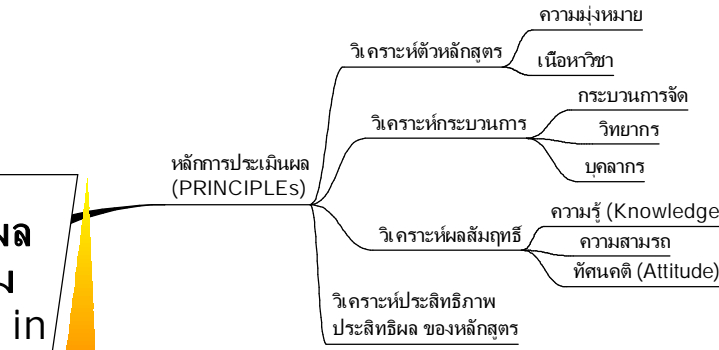 ความมุ่งหมาย
วิเคราะห์ตัวหลักสูตร
เนื้อหาวิชา
กระบวนการจัด
วิเคราะห์กระบวนการ
วิทยากร
บุคลากร
หลักการประเมินผล
(PRINCIPLEs)
ความรู้ (Knowledge
วิเคราะห์ผลสัมฤทธิ์
ความสามรถ
ทัศนคติ (Attitude)
วิเคราะห์ประสิทธิภาพ
ประสิทธิผล ของหลักสูตร
ผล
in